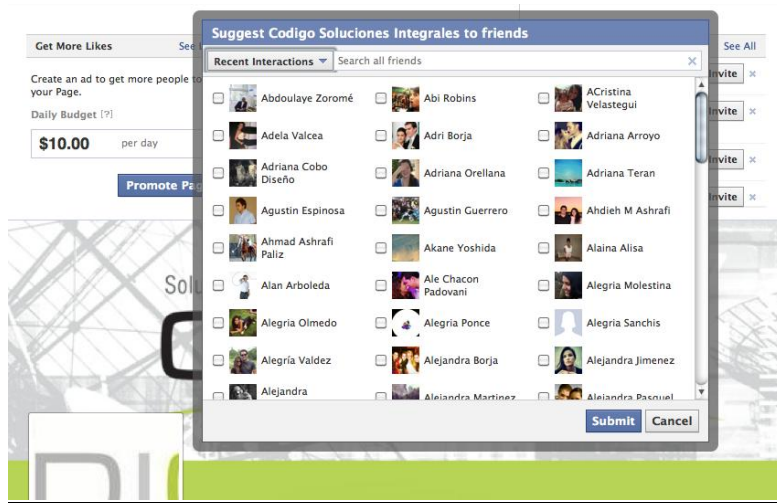 Suggest Codigo Soluciones Integrales to friends
Get More Likes
See
See All
Recent Interactions
Search all friends
Create an ad to get more people to
your Page.
Daily Budget [?]
$10.00 per day
Promote
Invite
Invite
Invite
Invite
Abdoulaye Zoromé
Abi Robins
ACristina
Velastegui
Adela Valcea
Adri Borja
Adriana Arroyo
Adriana Cobo
Diseño
Adriana Orellana
Adriana Teran
Agustin Espinosa
Agustin Guerrero
Ahdieh M Ashrafi
Ahmad Ashrafi
Paliz
Akane Yoshida
Alaina Alisa
Alan Arboleda
Ale Chacon
Padovani
Alegria Molestina
Alegria Olmedo
Alegria Ponce
Alegria Sanchis
Alegría Valdez
Alejandra Borja
Alejandra Jimenez
Alejandra
Alejandra Martinez
Alejandra Pasquel
Submit
Cancel